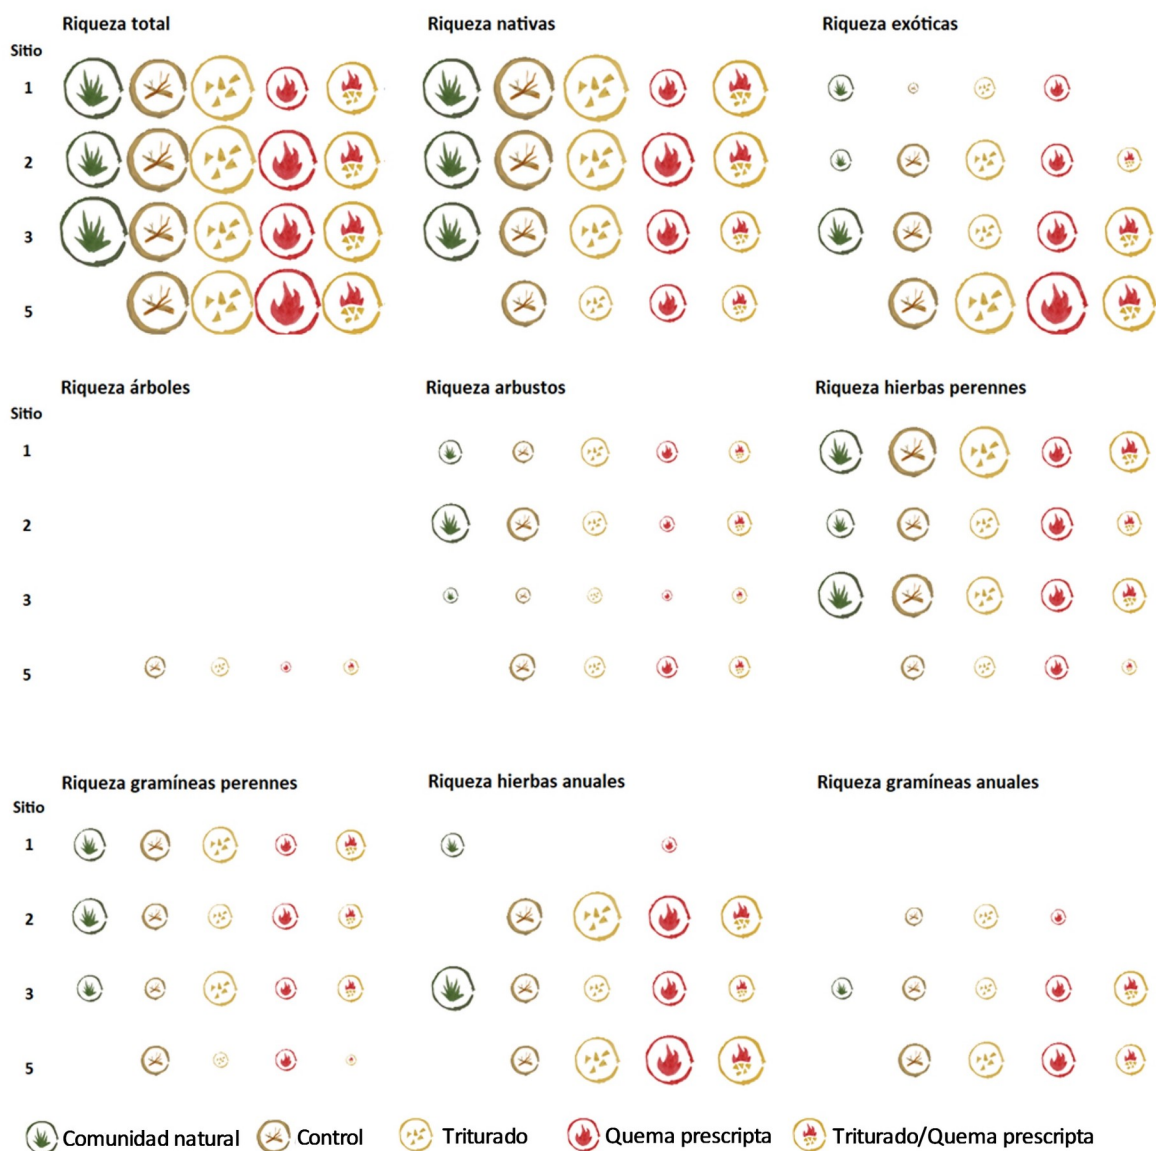 Riqueza total Riqueza nativas Riqueza exóticas
Sitio
1
2
3
5
Riqueza árboles Riqueza arbustos Riqueza hierbas perennes
Sitio
1
2
3
5
Riqueza gramíneas perennes Riqueza hierbas anuales Riqueza gramíneas anuales
Sitio
1
2
3
5
Comunidad natural Control Triturado Quema prescripta Triturado/Quema prescripta